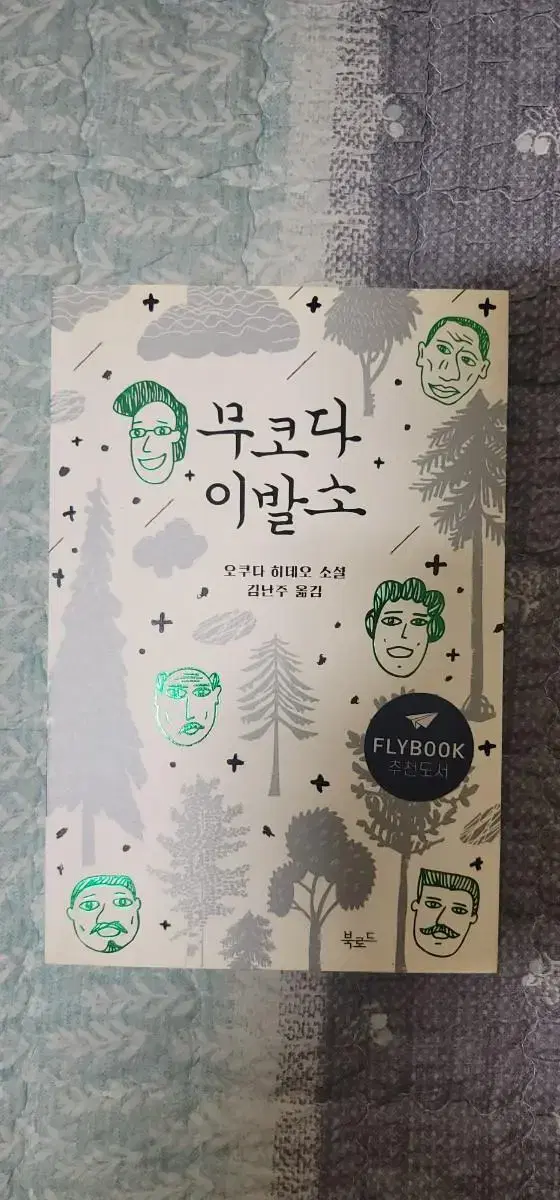 무코다
이발소
오쿠다 히데오 소설
김난주 옮김
FLYBOOK
추천도서
북로드